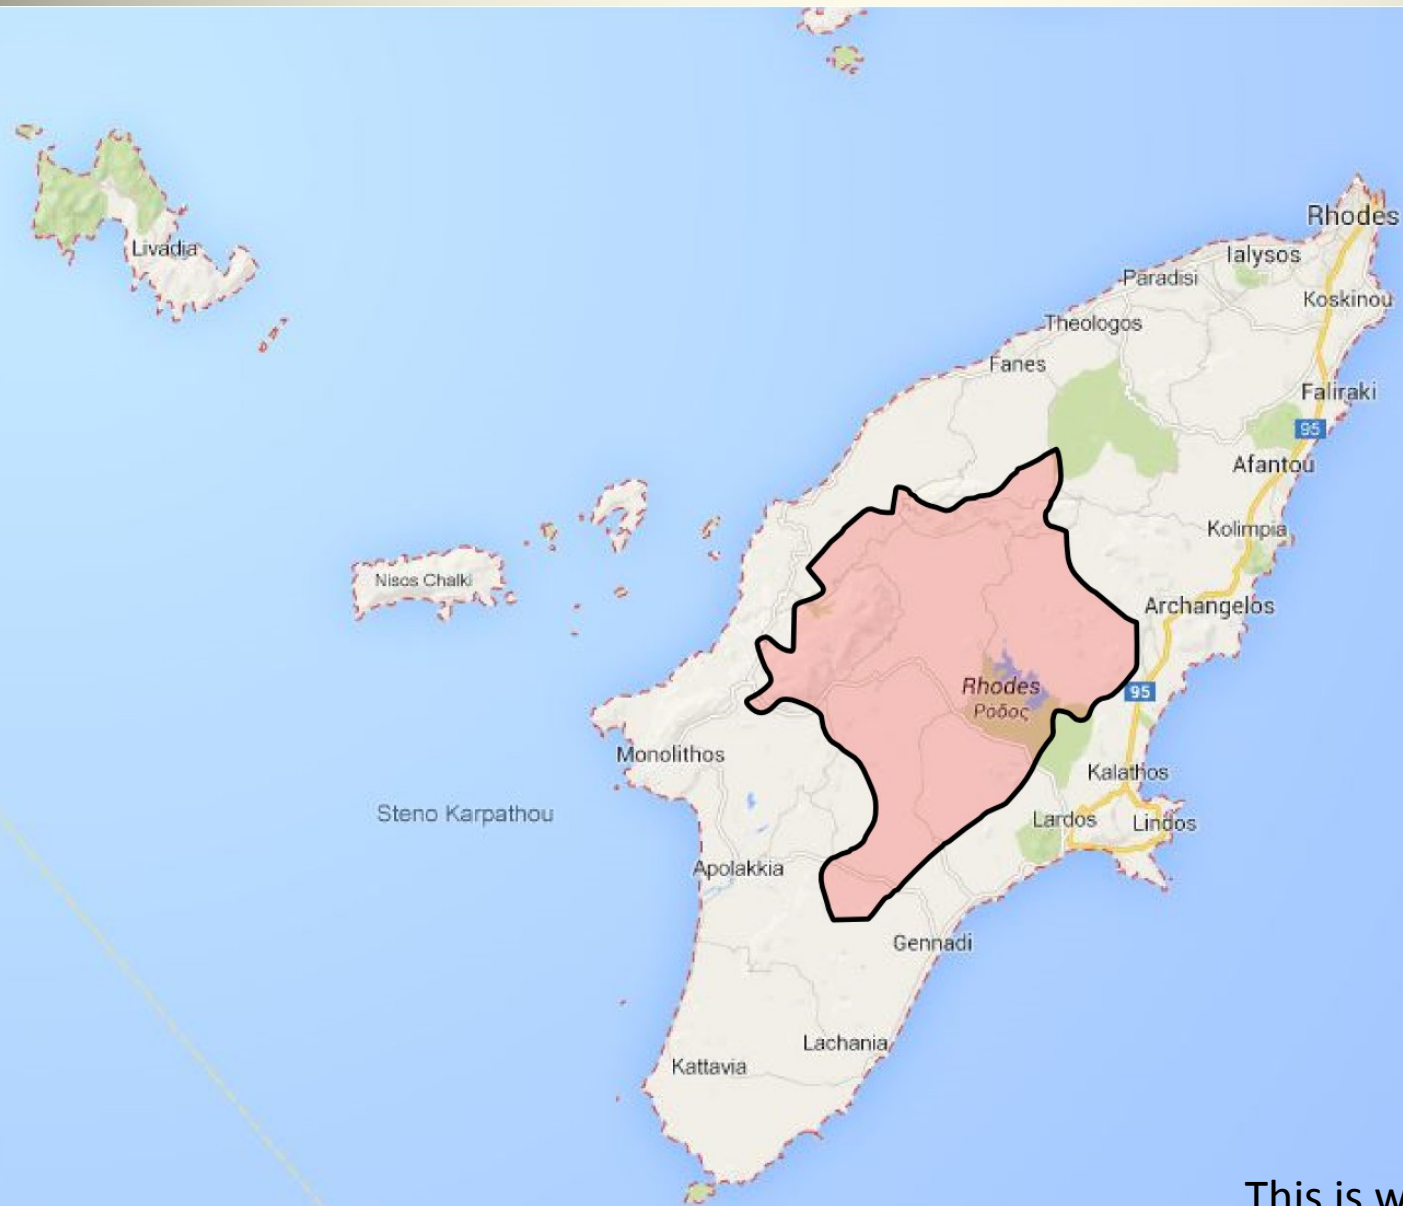 Rhodes
Ialysos
Livadia
Paradisi
Koskinou
Theologos
Fanes
Faliraki
95
Afantou
Kolimpia
Nisos Chalki
Archangelos
Rhodes
Ρόδος
95
Monolithos
Kalathos
Steno Karpathou
Lardos
Lindos
Apolakkia
Gennadi
Lachania
Kattavia
This is